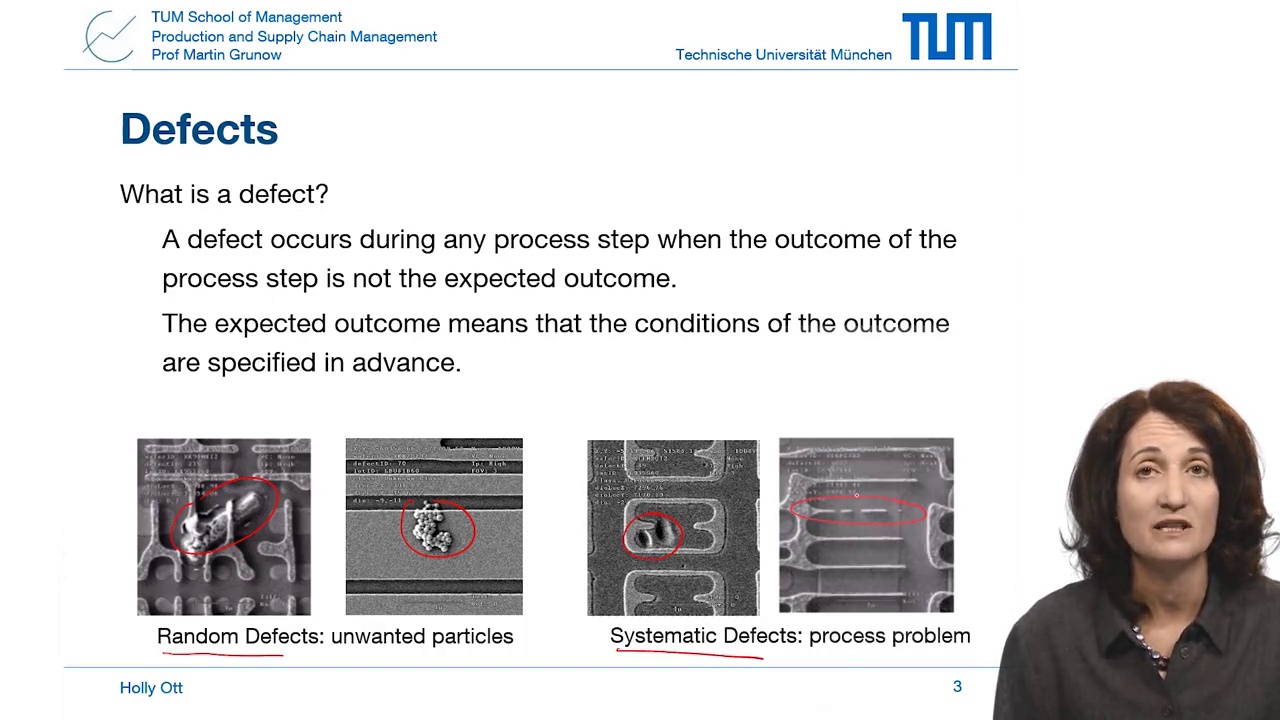 TUM School of Management
Production and Supply Chain Management
Prof Martin Grunow
Technische Universität München
TUM
Defects
What is a defect?
A defect occurs during any process step when the outcome of the
process step is not the expected outcome.
The expected outcome means that the conditions of the outcome
are specified in advance.
Random Defects: unwanted particles
Systematic Defects: process problem
Holly Ott
3